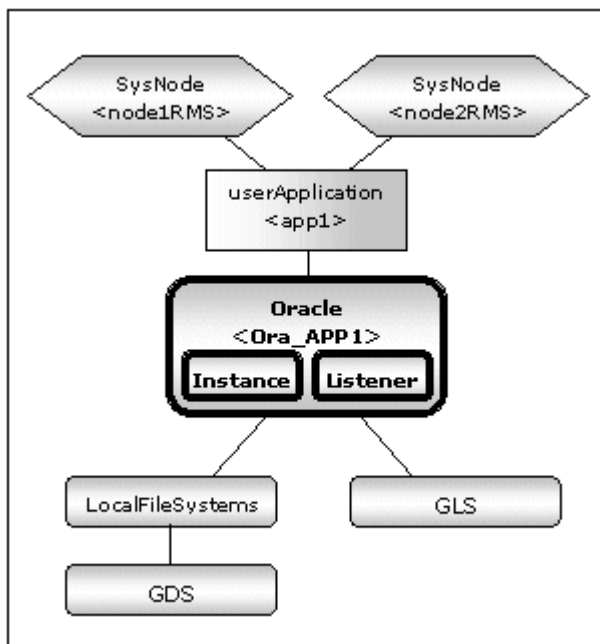 SysNode
<node1RMS>
SysNode
<node2RMS>
userApplication
<app1>
Oracle
<Ora_APP1>
Instance
Listener
LocalFileSystems
GLS
GDS